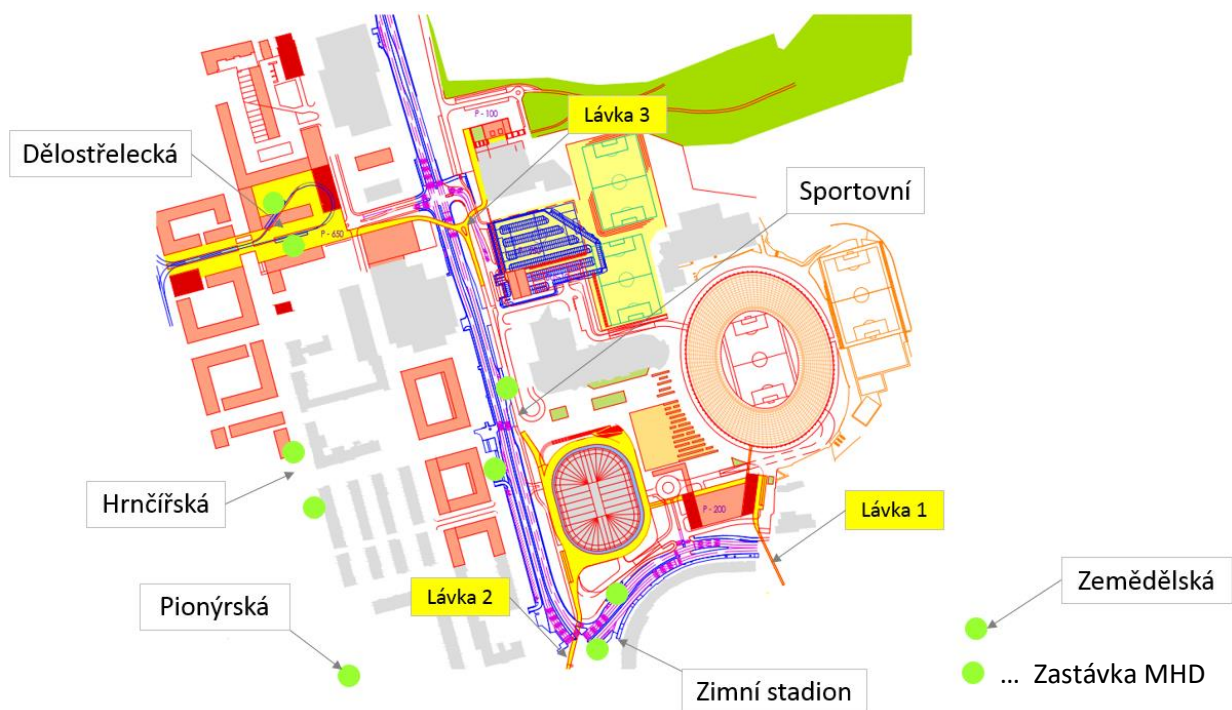 P - 100
Lávka 3
Dělostřelecká
Sportovní
P - 650
Hrnčířská
P - 200
Lávka 1
Lávka 2
Pionýrská
Zemědělská
Zimní stadion
... Zastávka MHD